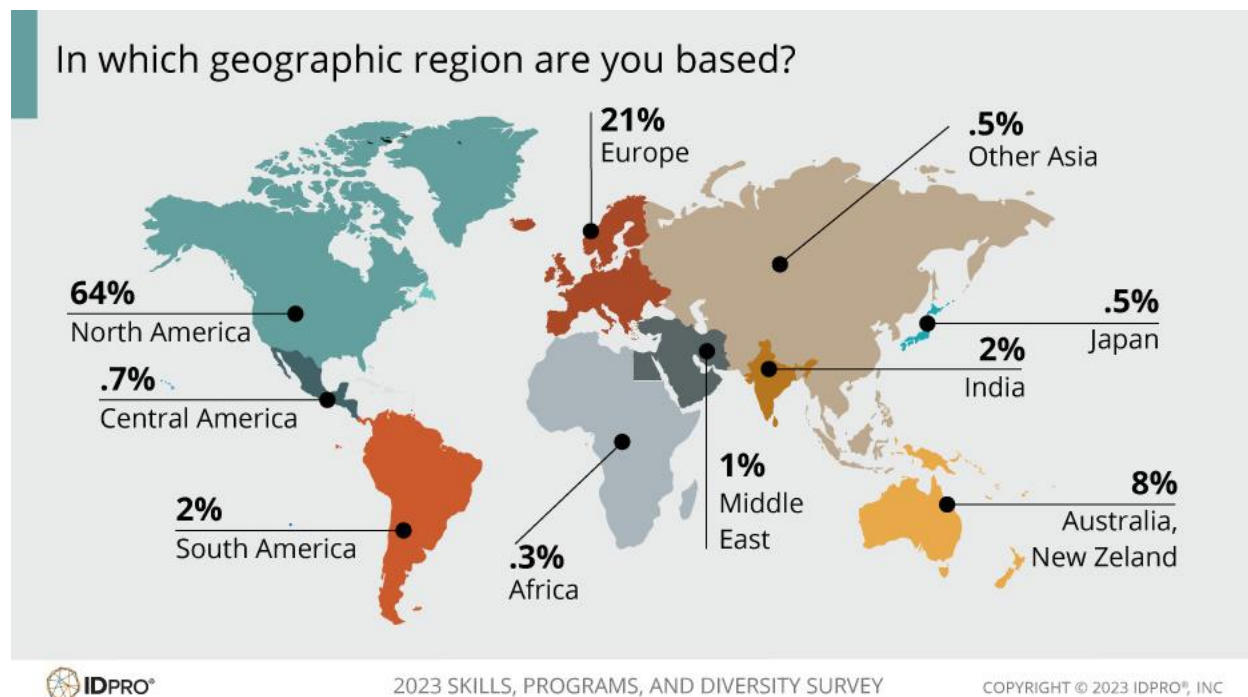 In which geographic region are you based?
21%
Europe
.5%
Other Asia
64%
North America
.5%
Japan
.7%
Central America
2%
India
2%
South America
.3%
Africa
1%
Middle
East
8%
Australia,
New Zeland
IDPRO®
2023 SKILLS, PROGRAMS, AND DIVERSITY SURVEY
COPYRIGHT © 2023 IDPRO®, INC